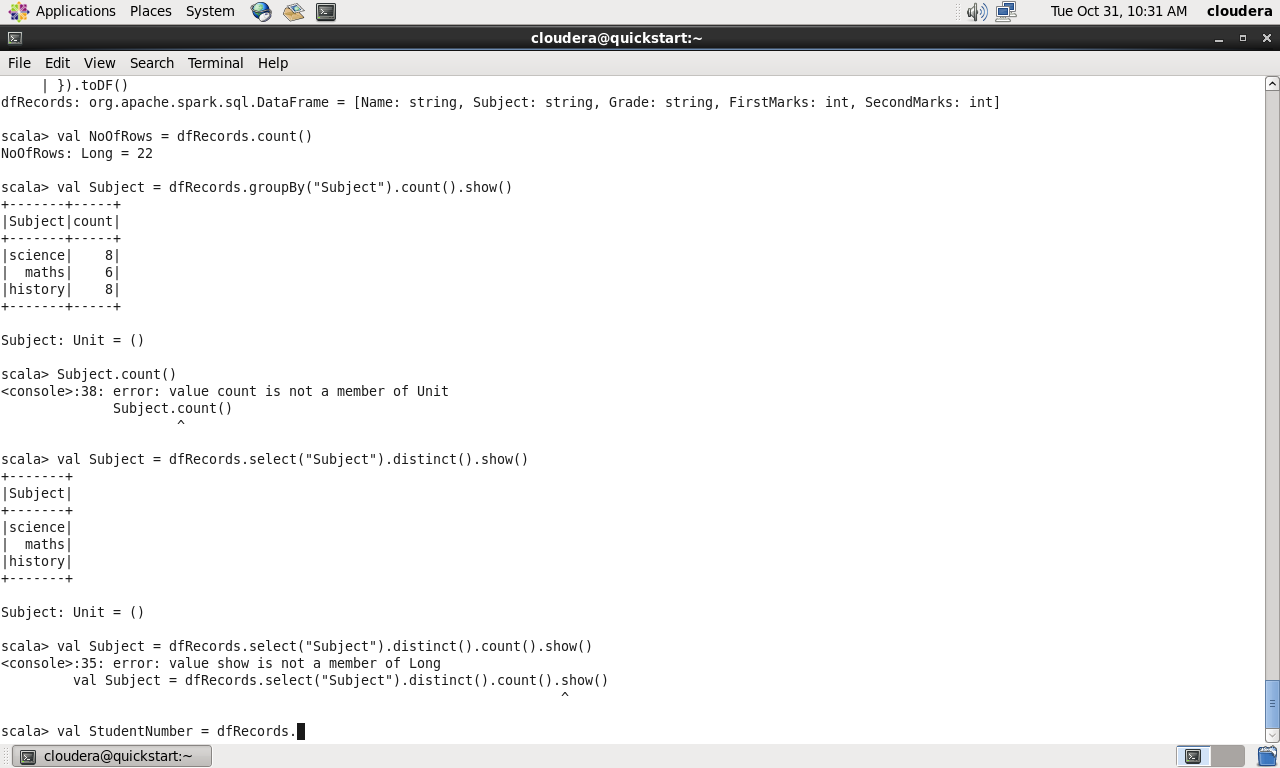 Applications Places System Tue Oct 31, 10:31 AM cloudera
cloudera@quickstart:~
File Edit View Search Terminal Help
     | }).toDF()
dfRecords: org.apache.spark.sql.DataFrame = [Name: string, Subject: string, Grade: string, FirstMarks: int, SecondMarks: int]
scala> val NoOfRows = dfRecords.count()
NoOfRows: Long = 22
scala> val Subject = dfRecords.groupBy("Subject").count().show()
+-------+-----+
|Subject|count|
+-------+-----+
|science|    8|
|  maths|    6|
|history|    8|
+-------+-----+
Subject: Unit = ()
scala> Subject.count()
<console>:38: error: value count is not a member of Unit
              Subject.count()
                      ^
scala> val Subject = dfRecords.select("Subject").distinct().show()
+-------+
|Subject|
+-------+
|science|
|  maths|
|history|
+-------+
Subject: Unit = ()
scala> val Subject = dfRecords.select("Subject").distinct().count().show()
<console>:35: error: value show is not a member of Long
         val Subject = dfRecords.select("Subject").distinct().count().show()
                                                                      ^
scala> val StudentNumber = dfRecords.
cloudera@quickstart:~